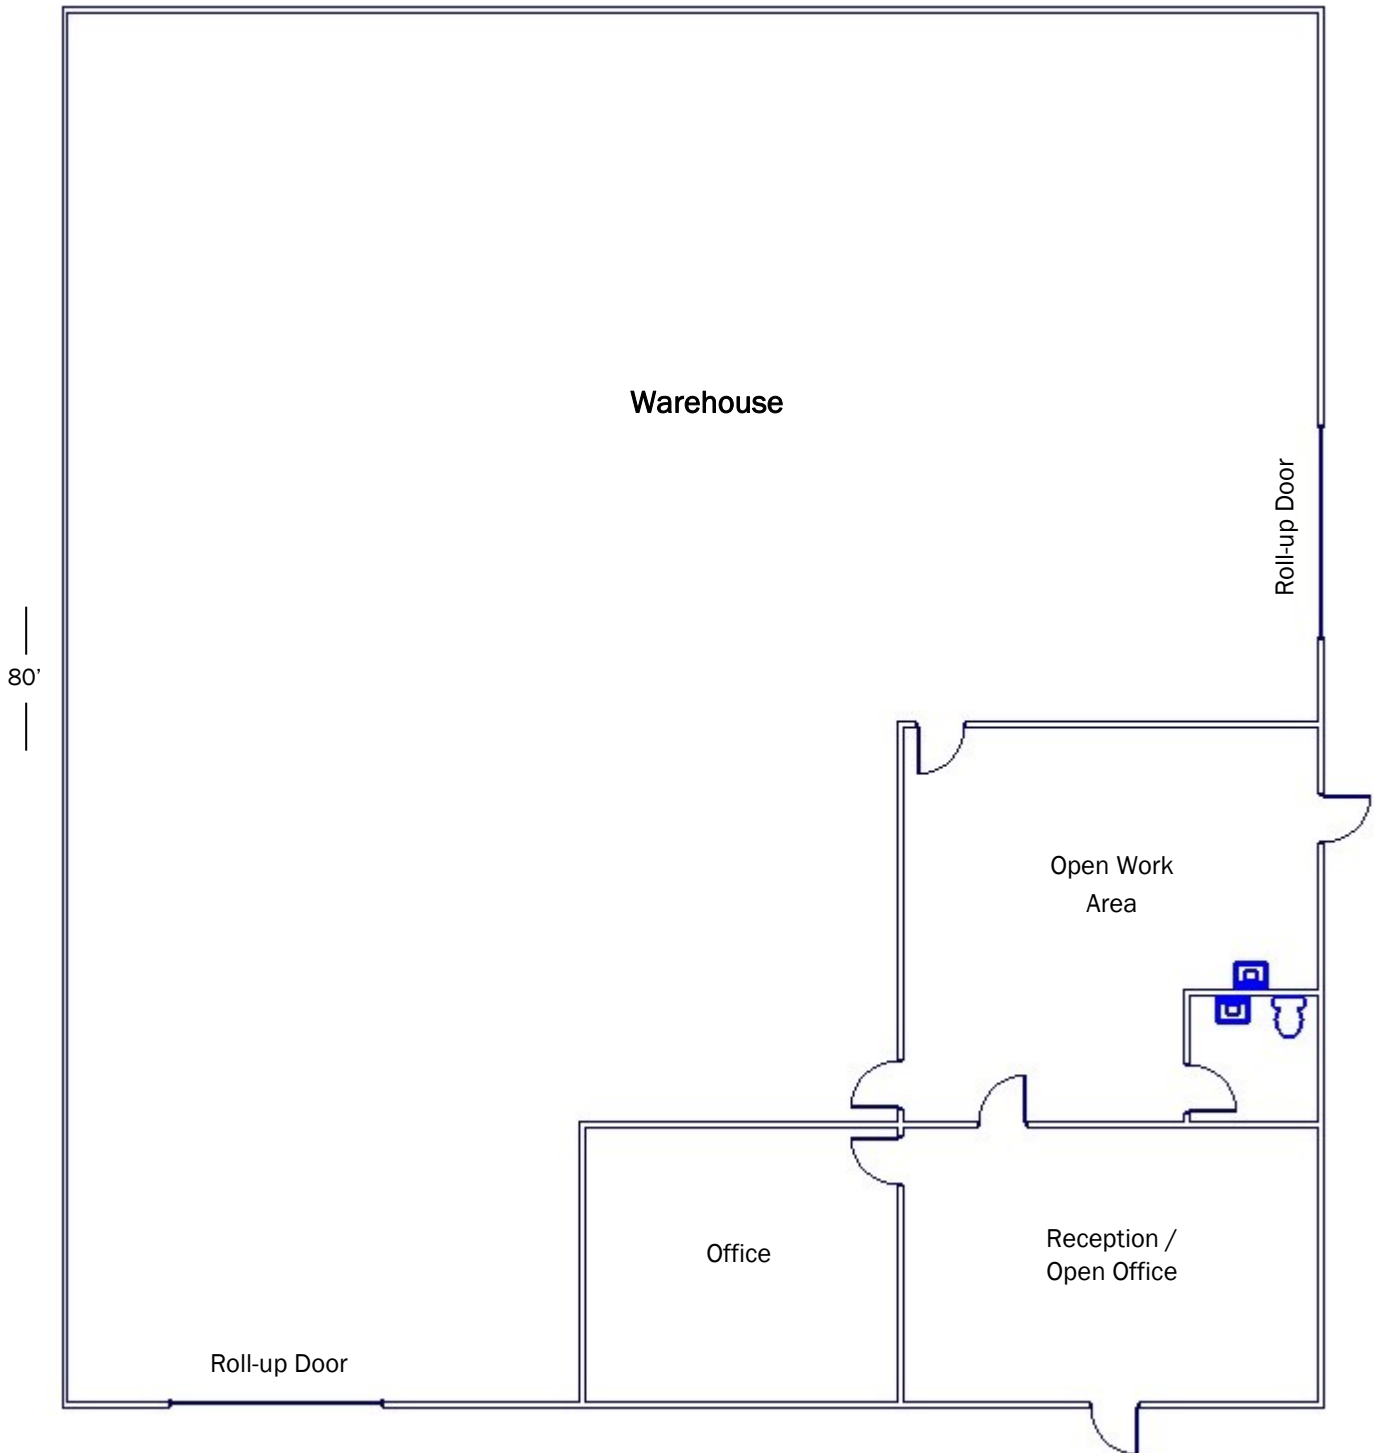 Warehouse
Roll-up Door
80’
Open Work
Area
Reception /
Open Office
Office
Roll-up Door